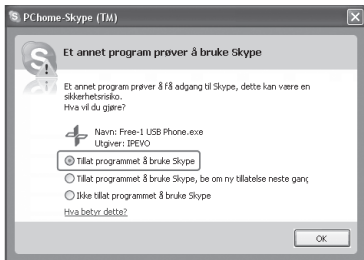 PChome-Skype (TM)
Et annet program prøver å bruke Skype
Et annet program prøver å få adgang til Skype, dette kan være en
sikkerhetsrisiko.
Hva vil du gjøre?
Navn: Free-1 USB Phone.exe
Utgiver: IPEVO
Tillat programmet å bruke Skype
Tillat programmet å bruke Skype, be om ny tillatelse neste gang
Ikke tillat programmet å bruke Skype
Hva betyr dette?
OK